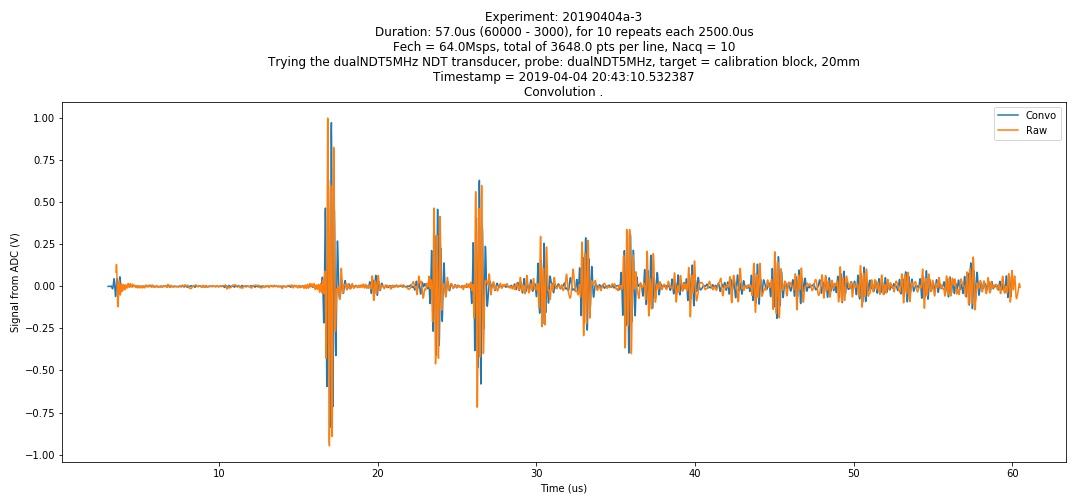 Experiment: 20190404a-3
Duration: 57.0us (60000 - 3000), for 10 repeats each 2500.0us
Fech = 64.0Msps, total of 3648.0 pts per line, Nacq = 10
Trying the dualNDT5MHz NDT transducer, probe: dualNDT5MHz, target = calibration block, 20mm
Timestamp = 2019-04-04 20:43:10.532387
Convolution .
Convo
Raw
Signal from ADC (V)
1.00
0.75
0.50
0.25
0.00
−0.25
−0.50
−0.75
−1.00
10 20 30 40 50 60
Time (us)